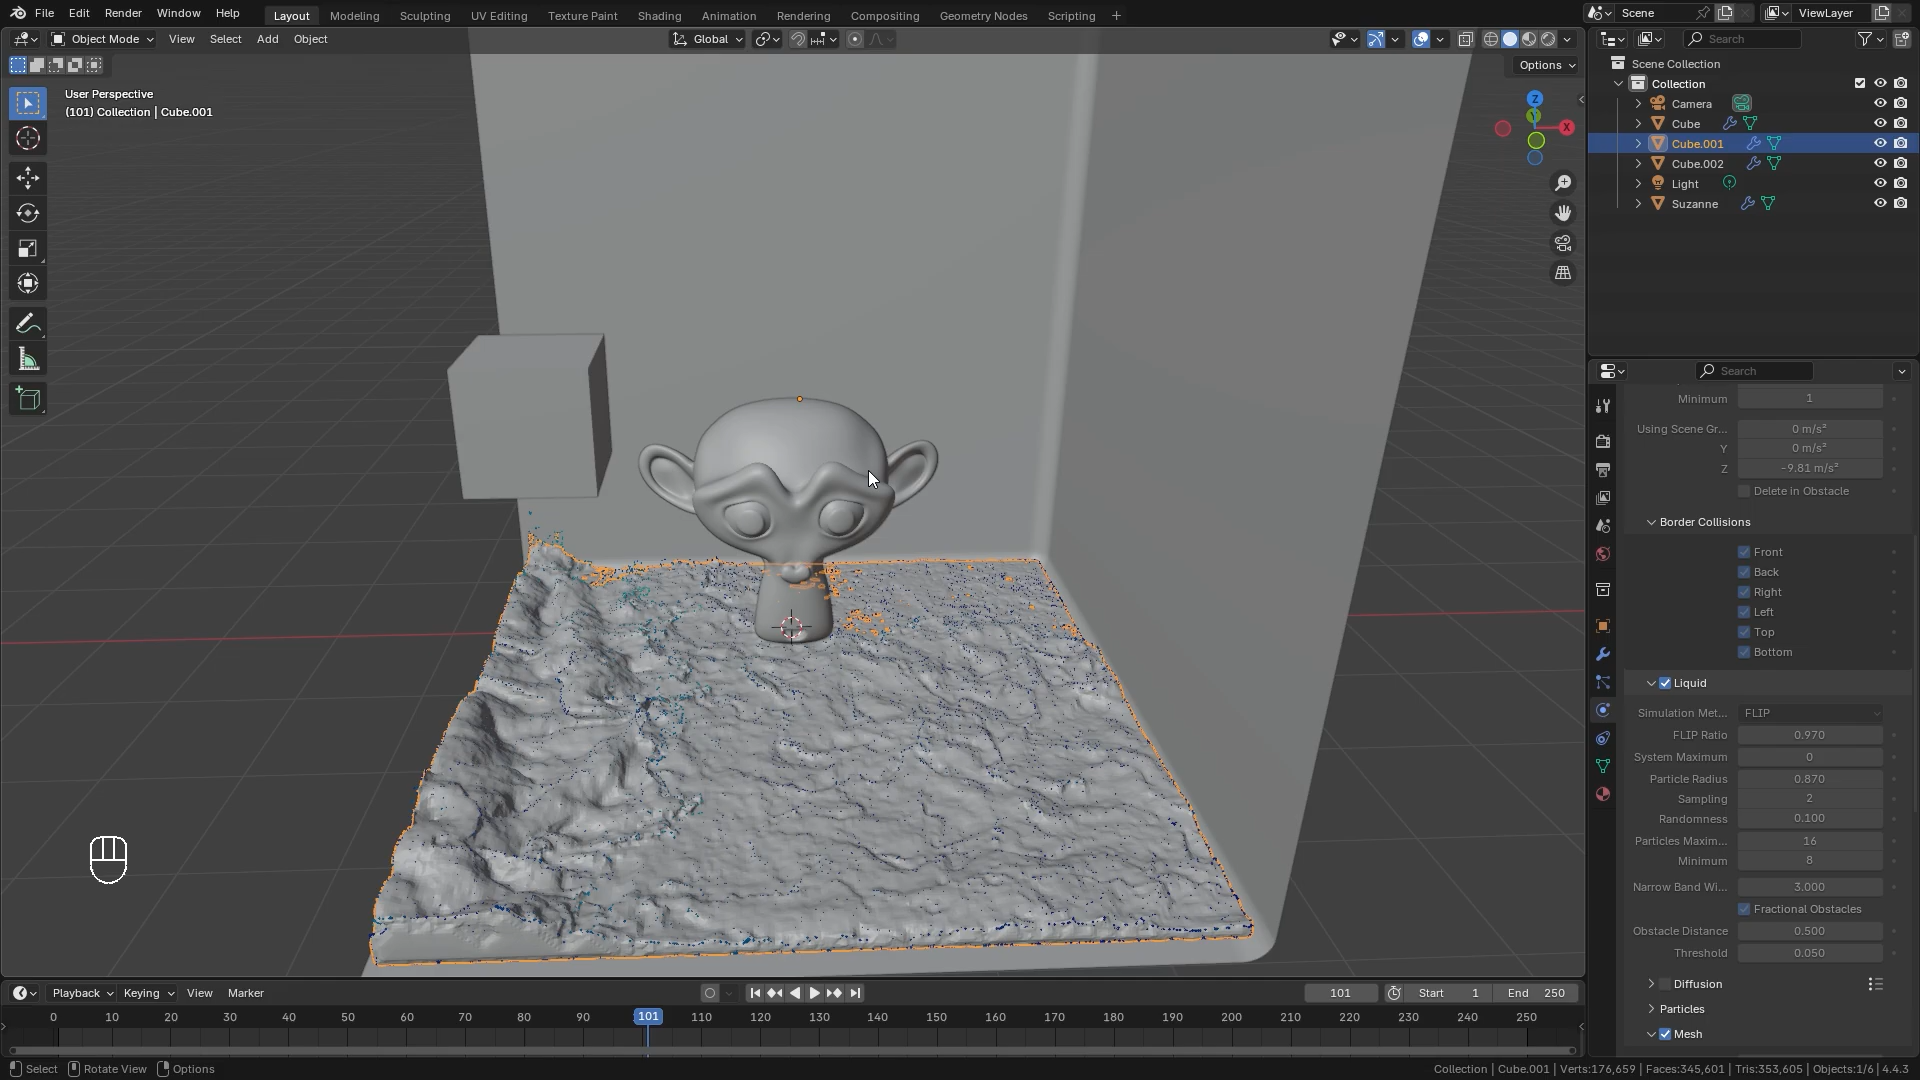 File Edit Render Window Help Layout Modeling Sculpting UV Editing Texture Paint Shading Animation Rendering Compositing Geometry Nodes Scripting Scene ViewLayer
Object Mode View Select Add Object Global Search
Options
Scene Collection
Collection
Camera
Cube
Cube.001
Cube.002
Light
Suzanne
User Perspective
(101) Collection | Cube.001
Z
Y
X
Search
Minimum 1
Using Scene Gr... 0 m/s²
Y 0 m/s²
Z -9.81 m/s²
Delete in Obstacle
Border Collisions
Front
Back
Right
Left
Top
Bottom
Liquid
Simulation Met... FLIP
FLIP Ratio 0.970
System Maximum 0
Particle Radius 0.870
Sampling 2
Randomness 0.100
Particles Maxim... 16
Minimum 8
Narrow Band Wi... 3.000
Fractional Obstacles
Obstacle Distance 0.500
Threshold 0.050
Diffusion
Particles
Mesh
Playback Keying View Marker 101 Start 1 End 250
0 10 20 30 40 50 60 70 80 90 101 110 120 130 140 150 160 170 180 190 200 210 220 230 240 250
Select Rotate View Options Collection | Cube.001 | Verts:176,659 | Faces:345,601 | Tris:353,605 | Objects:1/6 | 4.4.3